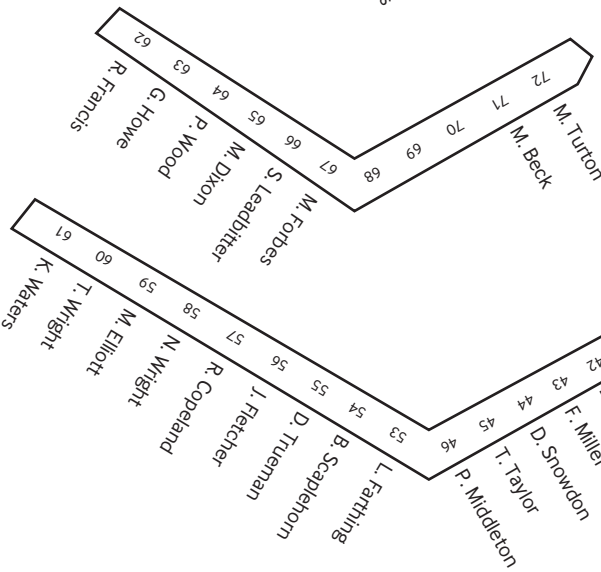 62
63
64
65
66
67
68
69
70
71
72
R. Francis
G. Howe
P. Wood
M. Dixon
S. Leadbitter
M. Forbes
M. Beck
M. Turton
61
60
59
58
57
56
55
54
53
46
45
44
43
42
K. Waters
T. Wright
M. Elliott
N. Wright
R. Copeland
J. Fletcher
D. Trueman
B. Scaplehorn
L. Farthing
P. Middleton
T. Taylor
D. Snowdon
F. Miller